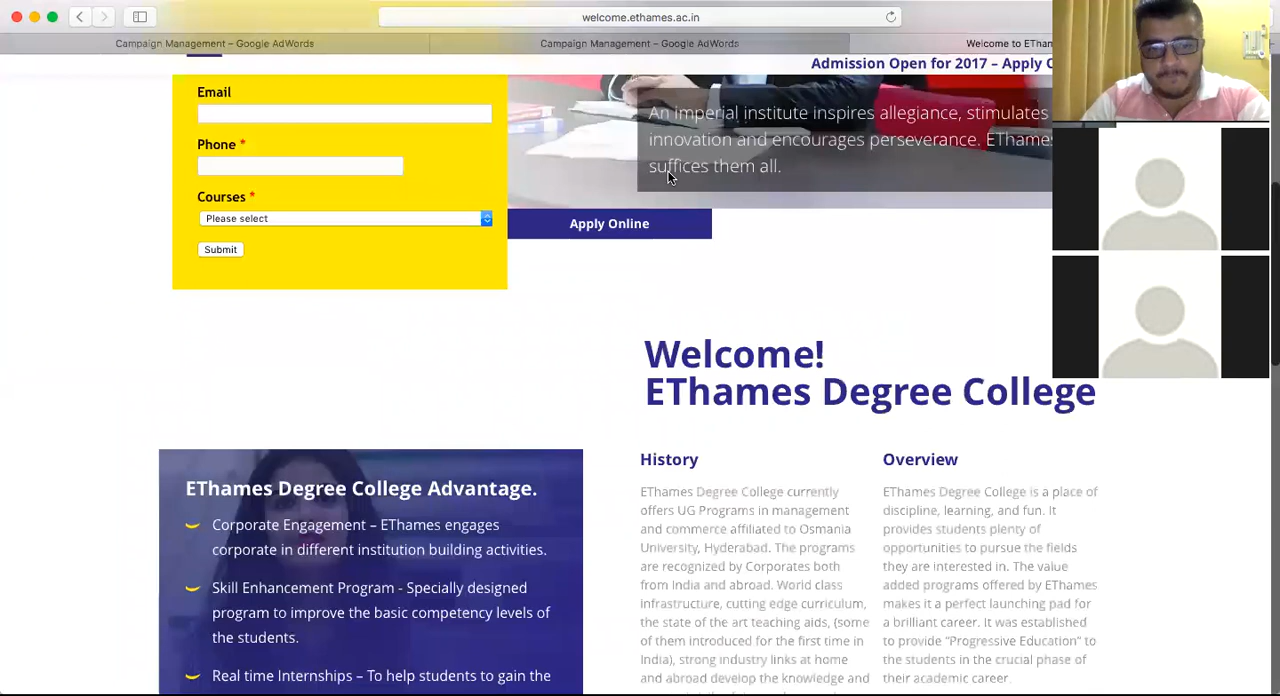 welcome.ethames.ac.in
Campaign Management – Google AdWords
Campaign Management – Google AdWords
Welcome to ETham
Admission Open for 2017 – Apply
Email
Phone *
Courses *
Please select
Submit
An imperial institute inspires allegiance, stimulates
innovation and encourages perseverance. EThames
suffices them all.
Apply Online
Welcome!
EThames Degree College
EThames Degree College Advantage.
Corporate Engagement – EThames engages
corporate in different institution building activities.
Skill Enhancement Program - Specially designed
program to improve the basic competency levels of
the students.
Real time Internships – To help students to gain the
History
EThames Degree College currently
offers UG Programs in management
and commerce affiliated to Osmania
University, Hyderabad. The programs
are recognized by Corporates both
from India and abroad. World class
infrastructure, cutting edge curriculum,
the state of the art teaching aids, (some
of them introduced for the first time in
India), strong industry links at home
and abroad develop the knowledge and
Overview
EThames Degree College is a place of
discipline, learning, and fun. It
provides students plenty of
opportunities to pursue the fields
they are interested in. The value
added programs offered by EThames
makes it a perfect launching pad for
a brilliant career. It was established
to provide “Progressive Education” to
the students in the crucial phase of
their academic career.